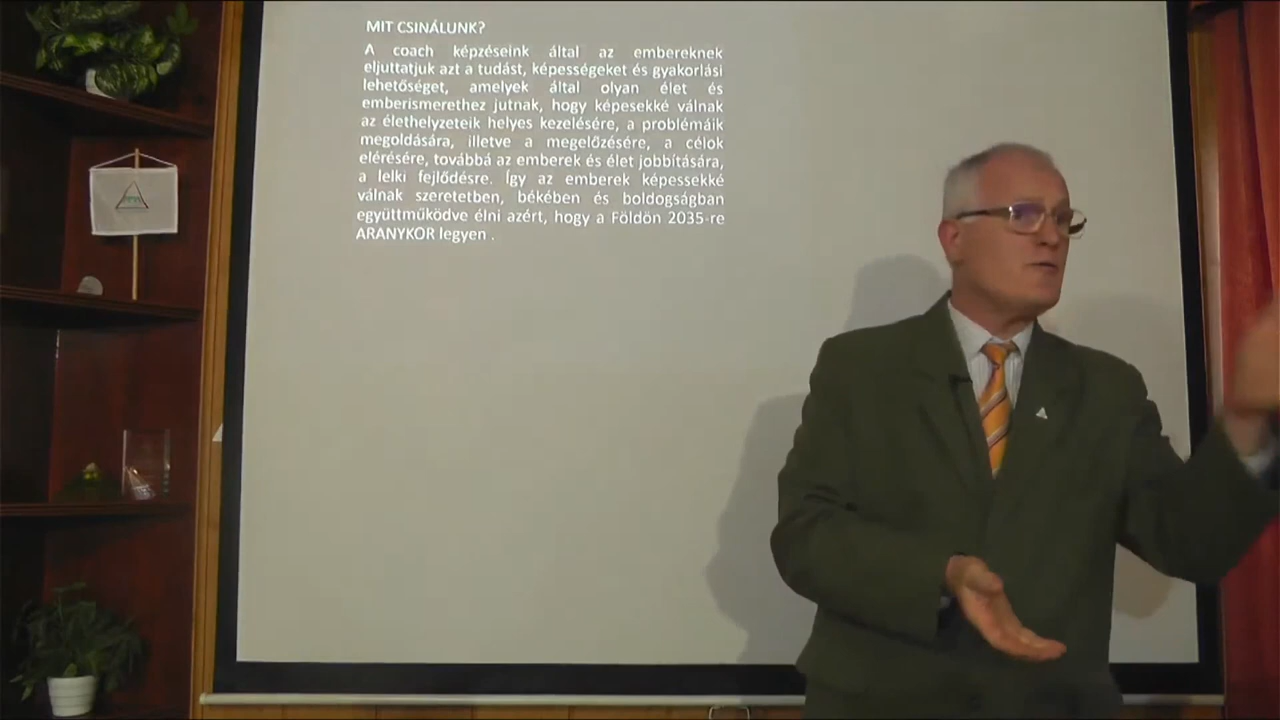 MIT CSINÁLUNK?
A coach képzéseink által az embereknek
eljuttatjuk azt a tudást, képességeket és gyakorlási
lehetőséget, amelyek által olyan élet és
emberismerethez jutnak, hogy képesekké válnak
az élethelyzeteik helyes kezelésére, a problémáik
megoldására, illetve a megelőzésére, a célok
elérésére, továbbá az emberek és élet jobbítására,
a lelki fejlődésre. Így az emberek képessekké
válnak szeretetben, békében és boldogságban
együttműködve élni azért, hogy a Földön 2035-re
ARANYKOR legyen .